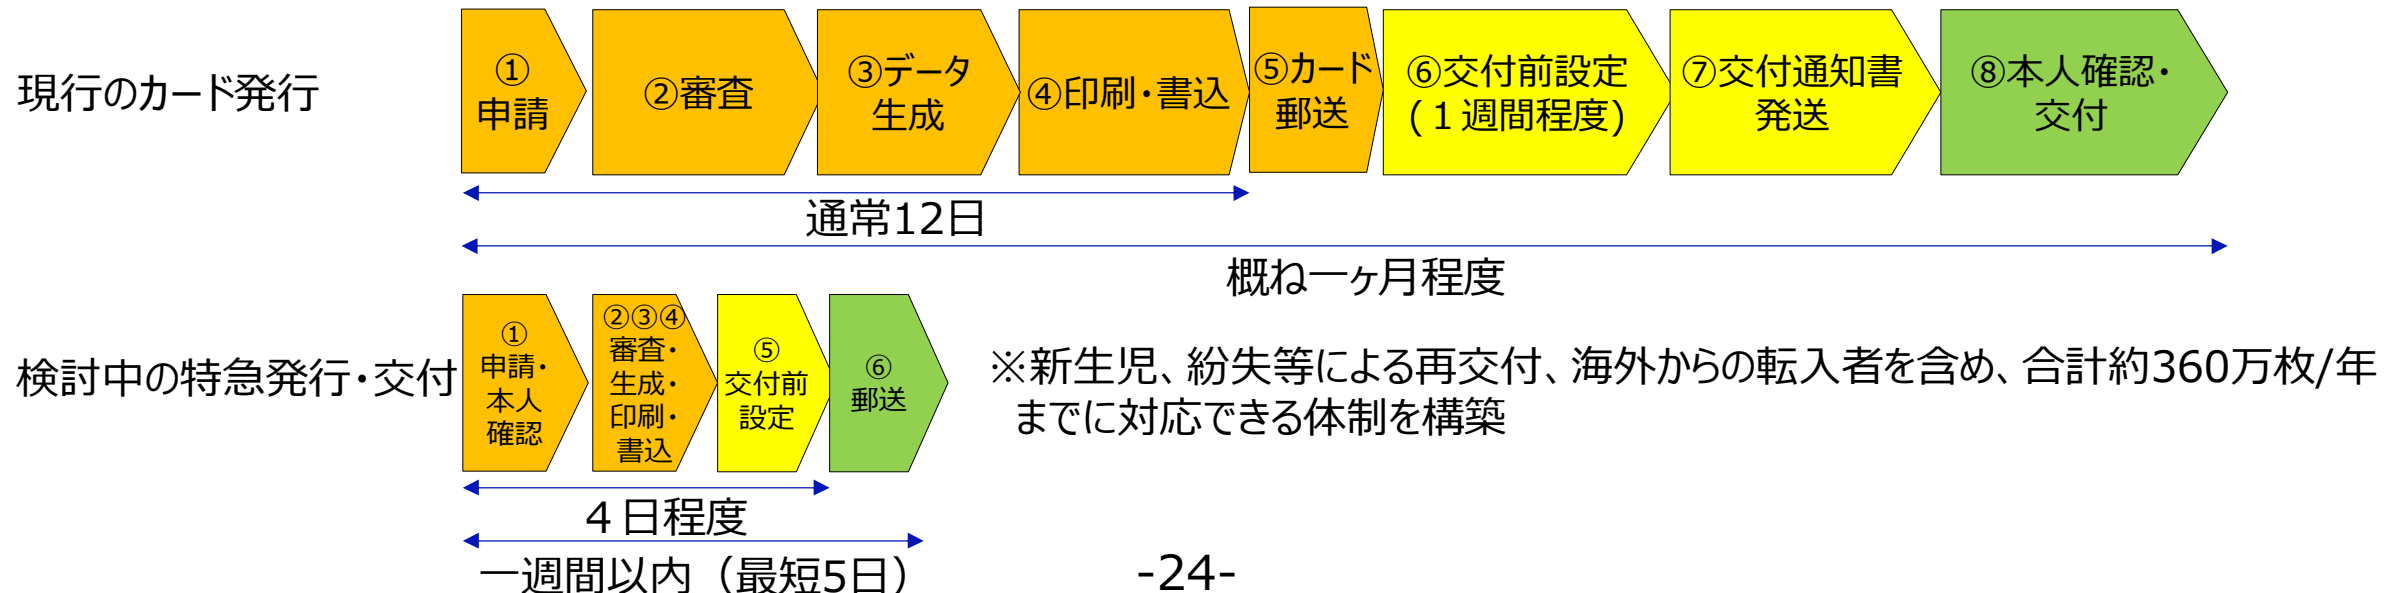 現行のカード発行
①
申請
②審査
③データ
生成
④印刷・書込
⑤カード
郵送
⑥交付前設定
(１週間程度)
⑦交付通知書
発送
⑧本人確認・
交付
通常12日
概ね一ヶ月程度
検討中の特急発行・交付
①
申請・
本人
確認
②③④
審査・
生成・
印刷・
書込
⑤
交付前
設定
⑥
郵送
※新生児、紛失等による再交付、海外からの転入者を含め、合計約360万枚/年
までに対応できる体制を構築
４日程度
一週間以内（最短5日）
-24-